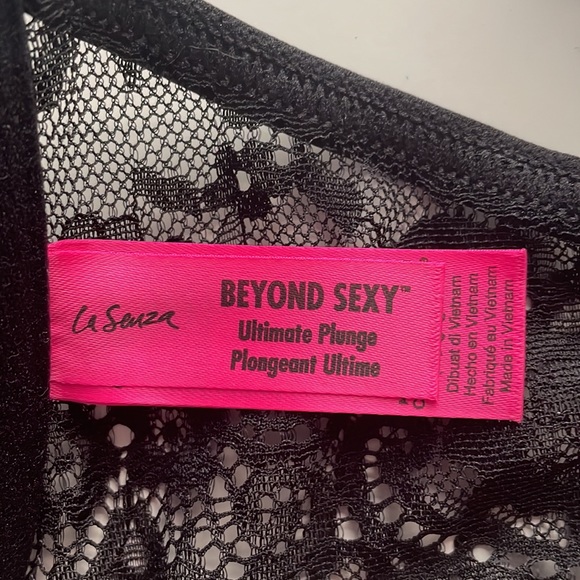 La Senza
BEYOND SEXY™
Ultimate Plunge
Plongeant Ultime
Dibuat di Vietnam
Hecho en Vietnam
Fabriqué au Vietnam
Made in Vietnam